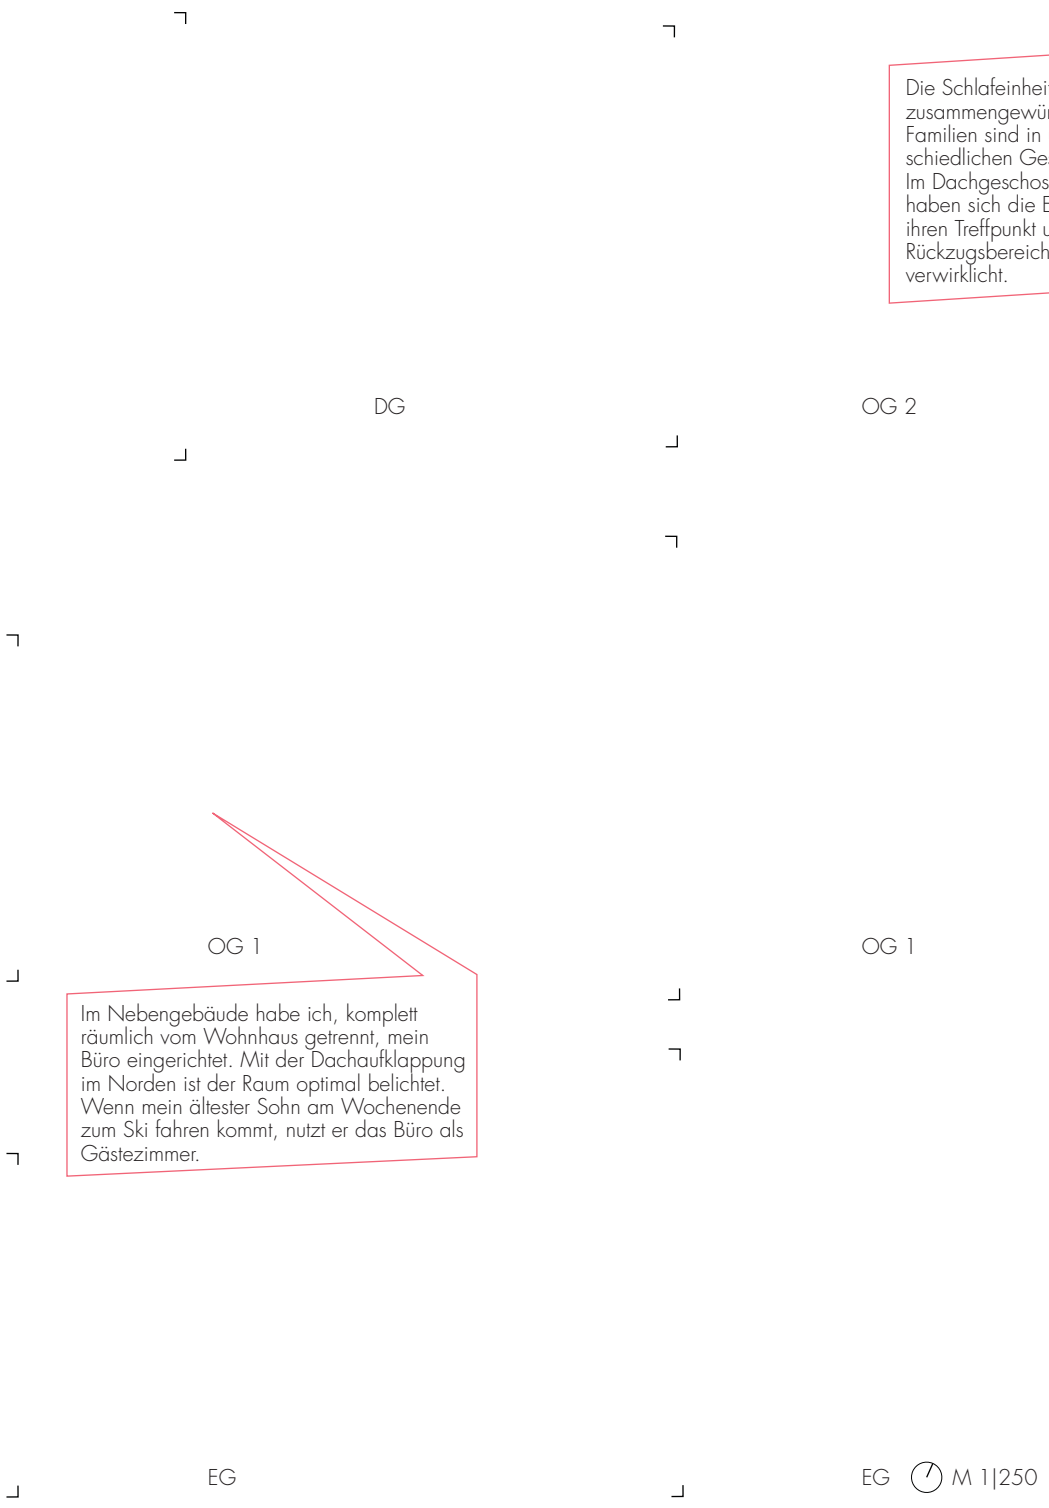 Die Schlafeinheit
zusammengewür
Familien sind in
schiedlichen Ges
Im Dachgeschos
haben sich die E
ihren Treffpunkt u
Rückzugsbereich
verwirklicht.
DG
OG 2
OG 1
OG 1
Im Nebengebäude habe ich, komplett
räumlich vom Wohnhaus getrennt, mein
Büro eingerichtet. Mit der Dachaufklappung
im Norden ist der Raum optimal belichtet.
Wenn mein ältester Sohn am Wochenende
zum Ski fahren kommt, nutzt er das Büro als
Gästezimmer.
EG
EG M 1|250